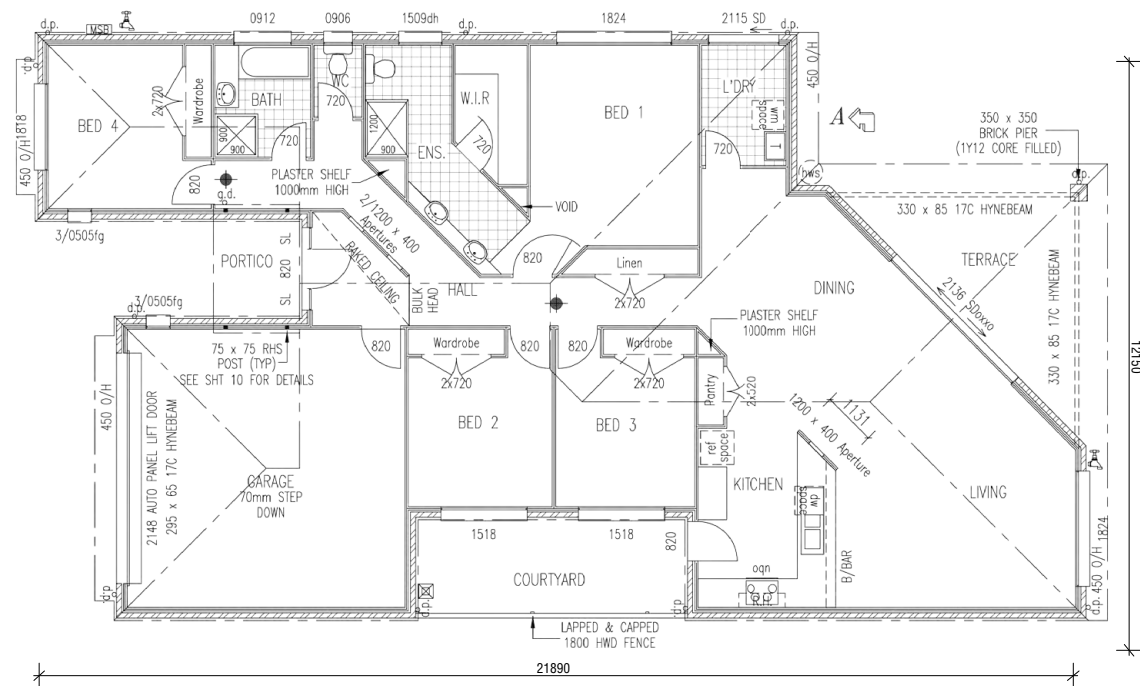 0912
0906
1509dh
1824
2115 SD
d.p.
MSB
d.p.
d.p.
d.p.
450 O/H
1818
450 O/H
BED 4
2x720
Wardrobe
BATH
WC
720
W.I.R
BED 1
L'DRY
wm
space
T
720
A
350 x 350
BRICK PIER
(1Y12 CORE FILLED)
450 O/H
900
900
720
1200
900
ENS.
720
820
PLASTER SHELF
1000mm HIGH
hws
d.p.
VOID
2/1200 x 400
Apertures
330 x 85 17C HYNEBEAM
3/0505fg
PORTICO
SL
820
SL
RAKED CEILING
BULK
HEAD
HALL
820
Linen
2x720
DINING
TERRACE
2136 SDoxxo
330 x 85 17C HYNEBEAM
12150
3/0505fg
d.p.
75 x 75 RHS
POST (TYP)
SEE SHT 10 FOR DETAILS
820
Wardrobe
2x720
820
820
Wardrobe
2x720
PLASTER SHELF
1000mm HIGH
Pantry
2x520
1200 x 400 Aperture
1131
450 O/H
2148 AUTO PANEL LIFT DOOR
295 x 65 17C HYNEBEAM
BED 2
BED 3
ref
space
KITCHEN
dw
space
LIVING
GARAGE
70mm STEP
DOWN
1518
1518
820
1824
450 O/H
COURTYARD
ogn
R.H.
B/BAR
d.p
d.p.
d.p
d.p.
LAPPED & CAPPED
1800 HWD FENCE
21890